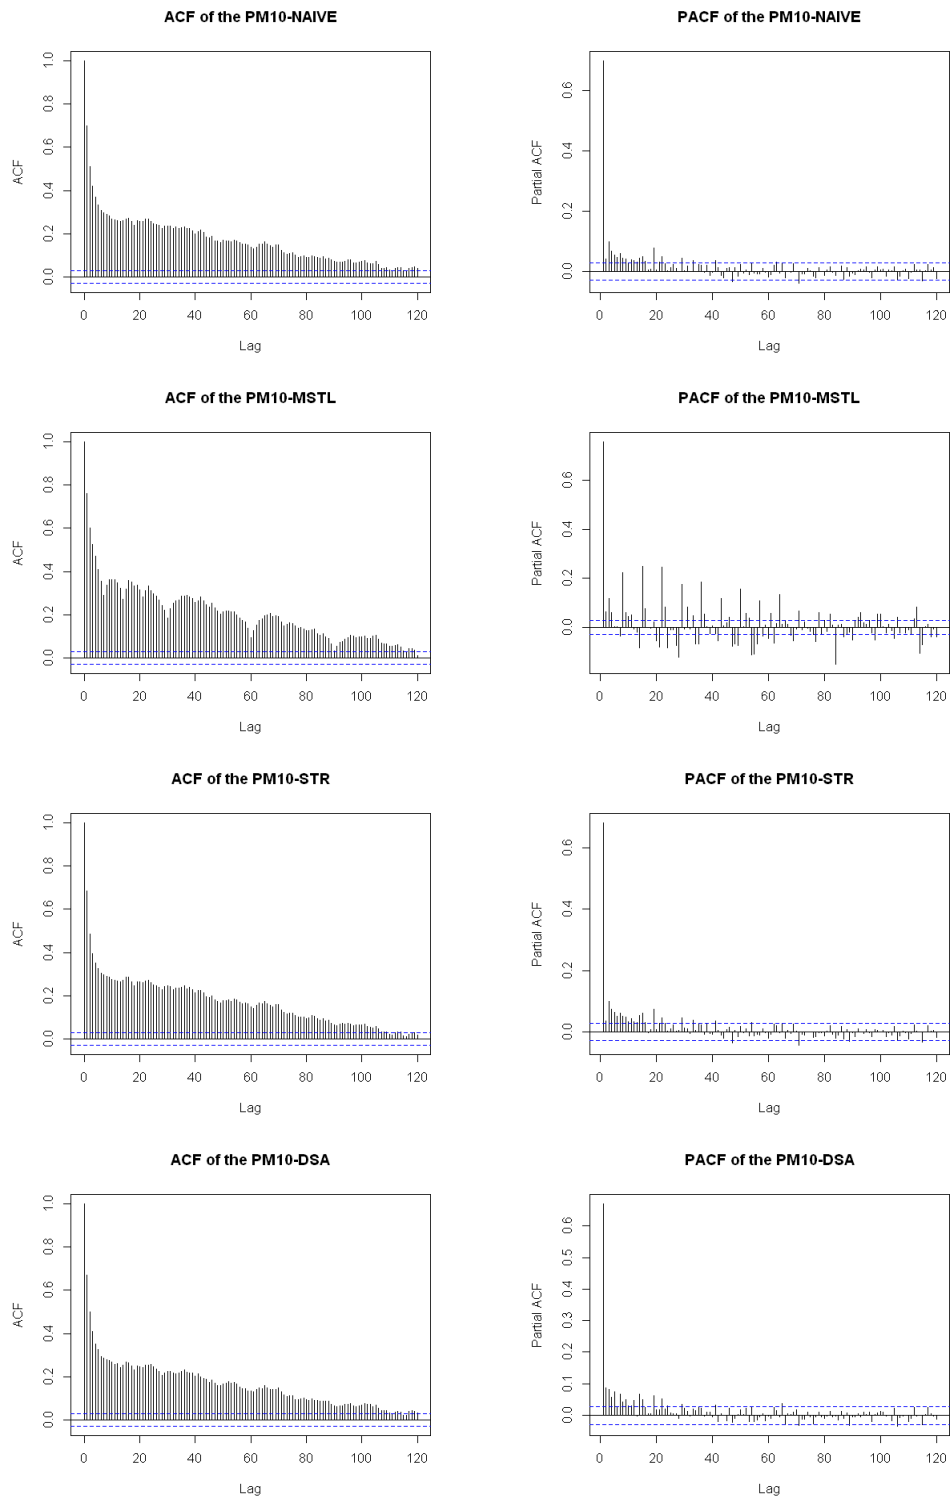 ACF of the PM10-NAIVE
ACF
0.0 0.2 0.4 0.6 0.8 1.0
0 20 40 60 80 100 120
Lag
PACF of the PM10-NAIVE
Partial ACF
0.0 0.2 0.4 0.6
0 20 40 60 80 100 120
Lag
ACF of the PM10-MSTL
ACF
0.0 0.2 0.4 0.6 0.8 1.0
0 20 40 60 80 100 120
Lag
PACF of the PM10-MSTL
Partial ACF
0.0 0.2 0.4 0.6
0 20 40 60 80 100 120
Lag
ACF of the PM10-STR
ACF
0.0 0.2 0.4 0.6 0.8 1.0
0 20 40 60 80 100 120
Lag
PACF of the PM10-STR
Partial ACF
0.0 0.2 0.4 0.6
0 20 40 60 80 100 120
Lag
ACF of the PM10-DSA
ACF
0.0 0.2 0.4 0.6 0.8 1.0
0 20 40 60 80 100 120
Lag
PACF of the PM10-DSA
Partial ACF
0.0 0.1 0.2 0.3 0.4 0.5 0.6
0 20 40 60 80 100 120
Lag